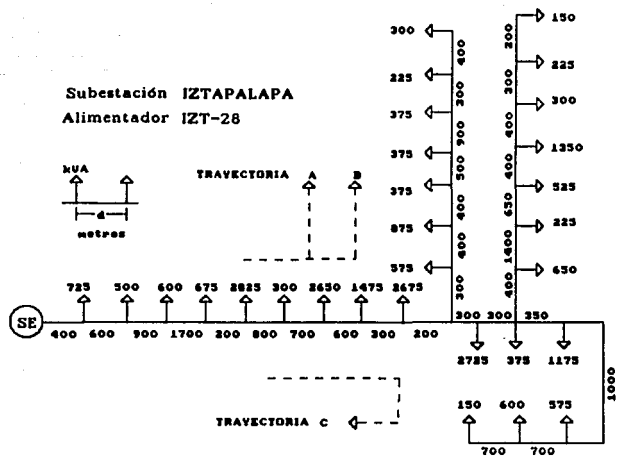 Subestación IZTAPALAPA
Alimentador IZT-28
kVA
d
metros
TRAYECTORIA A B
300
225
375
375
375
875
575
400
300
900
500
400
400
300
150
225
300
1350
525
225
650
200
300
400
400
650
1400
400
725 500 600 675 2825 300 2650 1475 2675
SE
400 600 900 1700 200 800 700 600 300 200
300 300 350
2725 375 1175
1000
TRAYECTORIA C
150 600 575
700 700